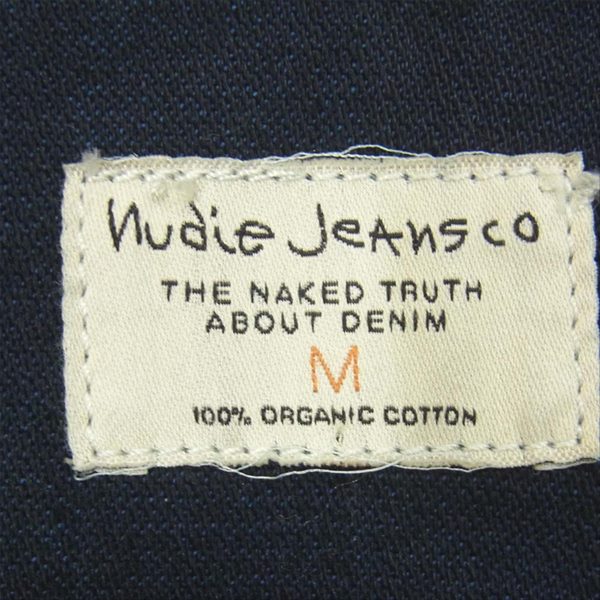 Nudie Jeans co
THE NAKED TRUTH
ABOUT DENIM
M
100% ORGANIC COTTON